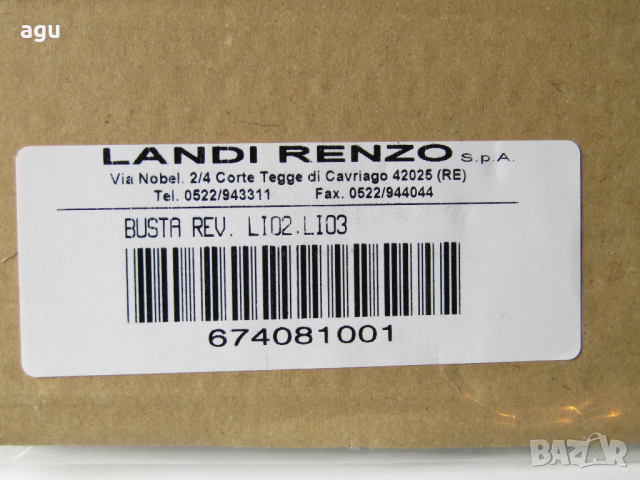 agu
LANDI RENZO S.p.A.
Via Nobel. 2/4 Corte Tegge di Cavriago 42025 (RE)
Tel. 0522/943311 Fax. 0522/944044
BUSTA REV. LI02.LI03
674081001
BAZAR